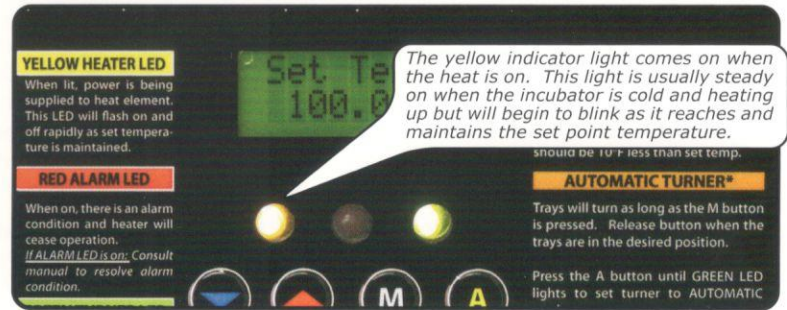 YELLOW HEATER LED
When lit, power is being
supplied to heat element.
This LED will flash on and
off rapidly as set tempera-
ture is maintained.
RED ALARM LED
When on, there is an alarm
condition and heater will
cease operation.
If ALARM LED is on: Consult
manual to resolve alarm
condition.
Set Te
100.0
The yellow indicator light comes on when
the heat is on. This light is usually steady
on when the incubator is cold and heating
up but will begin to blink as it reaches and
maintains the set point temperature.
should be 10°F less than set temp.
AUTOMATIC TURNER*
Trays will turn as long as the M button
is pressed. Release button when the
trays are in the desired position.
Press the A button until GREEN LED
lights to set turner to AUTOMATIC
M
A